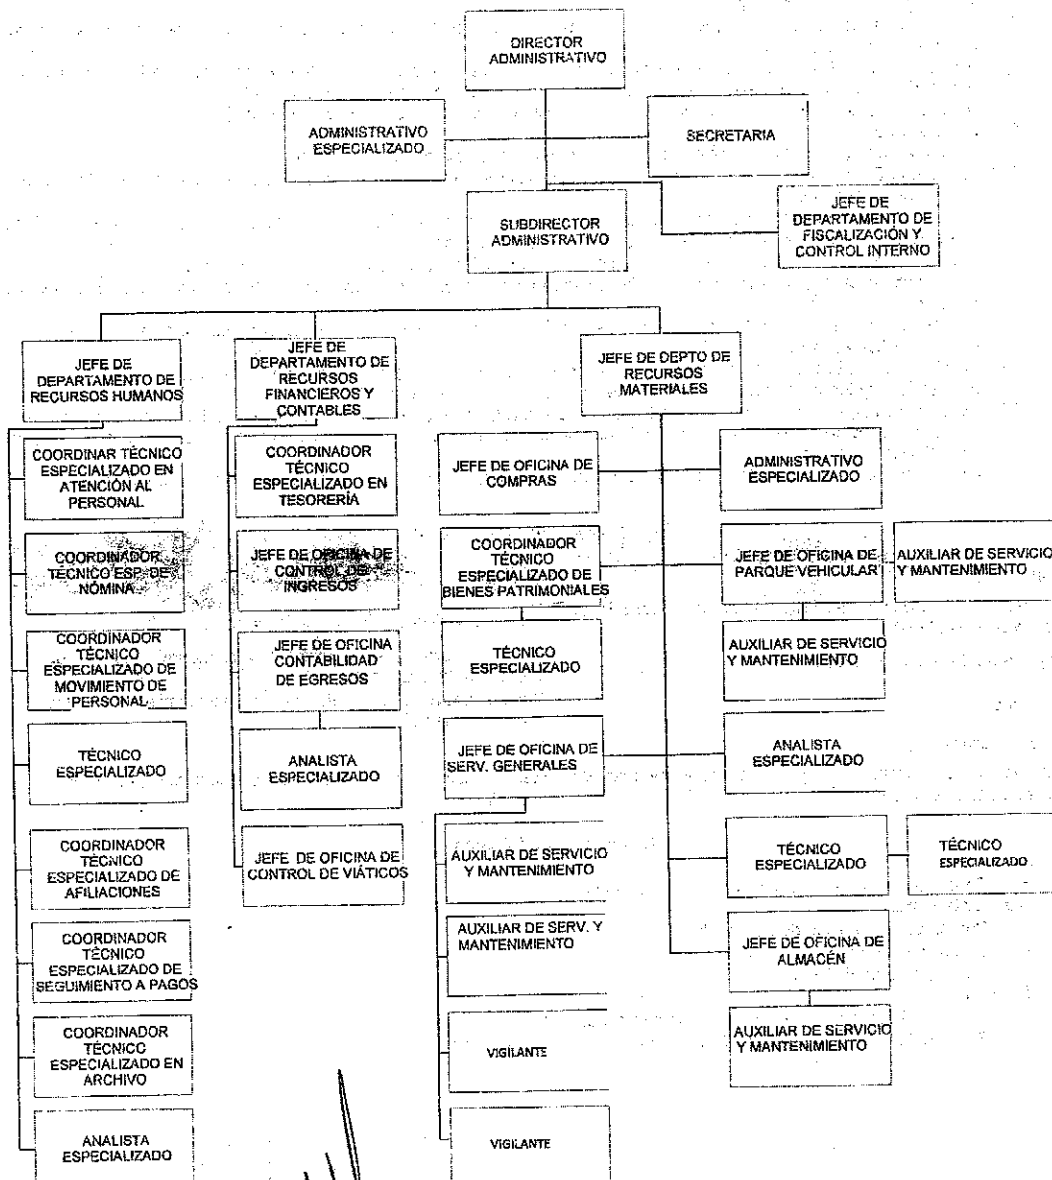 DIRECTOR
ADMINISTRATIVO
ADMINISTRATIVO
ESPECIALIZADO
SECRETARIA
SUBDIRECTOR
ADMINISTRATIVO
JEFE DE
DEPARTAMENTO DE
FISCALIZACIÓN Y
CONTROL INTERNO
JEFE DE
DEPARTAMENTO DE
RECURSOS HUMANOS
COORDINAR TÉCNICO
ESPECIALIZADO EN
ATENCIÓN AL
PERSONAL
COORDINADOR
TÉCNICO ESP. DE
NÓMINA
COORDINADOR
TÉCNICO
ESPECIALIZADO DE
MOVIMIENTO DE
PERSONAL
TÉCNICO
ESPECIALIZADO
COORDINADOR
TÉCNICO
ESPECIALIZADO DE
AFILIACIONES
COORDINADOR
TÉCNICO
ESPECIALIZADO DE
SEGUIMIENTO A PAGOS
COORDINADOR
TÉCNICO
ESPECIALIZADO EN
ARCHIVO
ANALISTA
ESPECIALIZADO
JEFE DE
DEPARTAMENTO DE
RECURSOS
FINANCIEROS Y
CONTABLES
COORDINADOR
TÉCNICO
ESPECIALIZADO EN
TESORERÍA
JEFE DE OFICINA DE
CONTROL DE
INGRESOS
JEFE DE OFICINA
CONTABILIDAD
DE EGRESOS
ANALISTA
ESPECIALIZADO
JEFE DE OFICINA DE
CONTROL DE VIÁTICOS
JEFE DE DEPTO DE
RECURSOS
MATERIALES
JEFE DE OFICINA DE
COMPRAS
COORDINADOR
TÉCNICO
ESPECIALIZADO DE
BIENES PATRIMONIALES
TÉCNICO
ESPECIALIZADO
JEFE DE OFICINA DE
SERV. GENERALES
AUXILIAR DE SERVICIO
Y MANTENIMIENTO
AUXILIAR DE SERV. Y
MANTENIMIENTO
VIGILANTE
VIGILANTE
ADMINISTRATIVO
ESPECIALIZADO
JEFE DE OFICINA DE
PARQUE VEHICULAR
AUXILIAR DE SERVICIO
Y MANTENIMIENTO
AUXILIAR DE SERVICIO
Y MANTENIMIENTO
ANALISTA
ESPECIALIZADO
TÉCNICO
ESPECIALIZADO
TÉCNICO
ESPECIALIZADO
JEFE DE OFICINA DE
ALMACÉN
AUXILIAR DE SERVICIO
Y MANTENIMIENTO